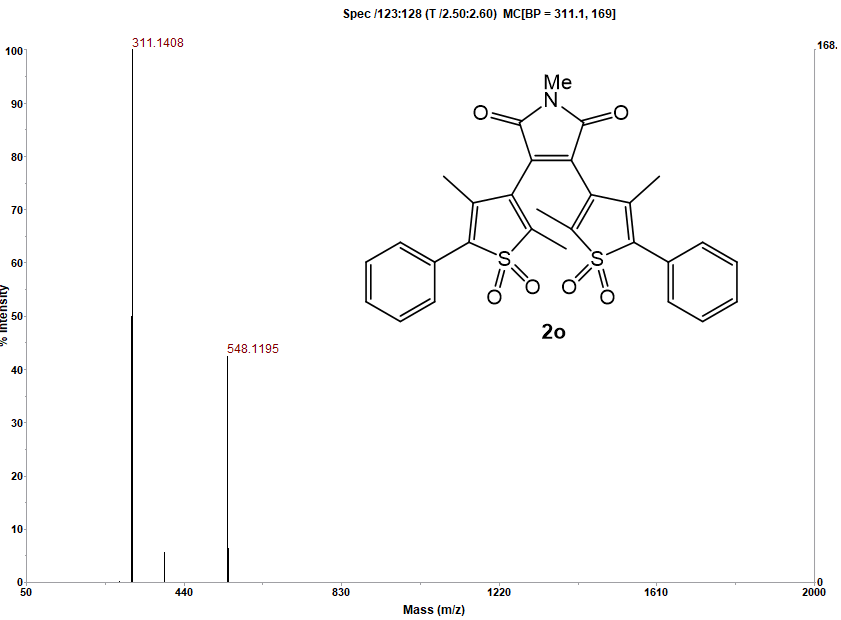 Spec /123:128 (T /2.50:2.60) MC[BP = 311.1, 169]
100
311.1408
168.
90
80
70
60
50
40
30
20
10
0
% Intensity
548.1195
Me
N
O
O
S
S
O
O
O
O
2o
0
50
440
830
1220
1610
2000
Mass (m/z)